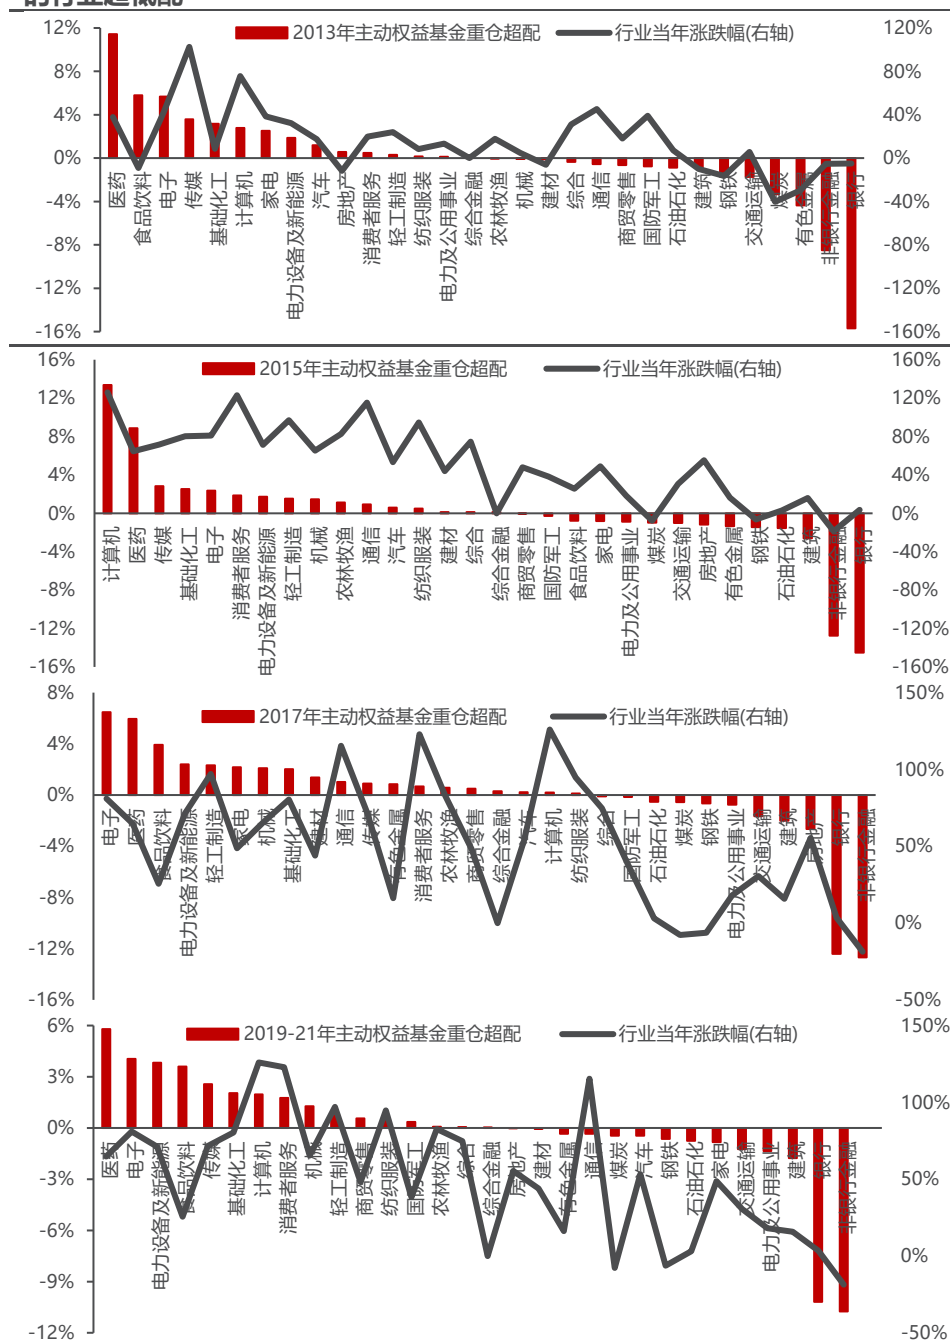 的行业超低配
2013年主动权益基金重仓超配 行业当年涨跌幅(右轴)
12% 8% 4% 0% -4% -8% -12% -16%
120% 80% 40% 0% -40% -80% -120% -160%
医药 食品饮料 电子 传媒 基础化工 计算机 家电 电力设备及新能源 汽车 房地产 消费者服务 轻工制造 纺织服装 电力及公用事业 综合金融 农林牧渔 机械 建材 综合 通信 商贸零售 国防军工 石油石化 建筑 钢铁 交通运输 煤炭 有色金属 非银行金融 银行
2015年主动权益基金重仓超配 行业当年涨跌幅(右轴)
16% 12% 8% 4% 0% -4% -8% -12% -16%
160% 120% 80% 40% 0% -40% -80% -120% -160%
计算机 医药 传媒 基础化工 电子 消费者服务 电力设备及新能源 轻工制造 机械 农林牧渔 通信 汽车 纺织服装 建材 综合 综合金融 商贸零售 国防军工 食品饮料 家电 电力及公用事业 煤炭 交通运输 房地产 有色金属 钢铁 石油石化 建筑 非银行金融 银行
2017年主动权益基金重仓超配 行业当年涨跌幅(右轴)
8% 4% 0% -4% -8% -12% -16%
150% 100% 50% 0% -50%
电子 医药 食品饮料 电力设备及新能源 轻工制造 家电 机械 基础化工 建材 通信 传媒 有色金属 消费者服务 农林牧渔 商贸零售 综合金融 汽车 计算机 纺织服装 综合 国防军工 石油石化 煤炭 钢铁 电力及公用事业 交通运输 建筑 房地产 银行 非银行金融
2019-21年主动权益基金重仓超配 行业当年涨跌幅(右轴)
6% 3% 0% -3% -6% -9% -12%
150% 100% 50% 0% -50%
医药 电子 电力设备及新能源 食品饮料 传媒 基础化工 计算机 消费者服务 机械 轻工制造 商贸零售 纺织服装 国防军工 农林牧渔 综合 综合金融 房地产 建材 有色金属 通信 煤炭 汽车 钢铁 石油石化 家电 交通运输 电力及公用事业 建筑 银行 非银行金融